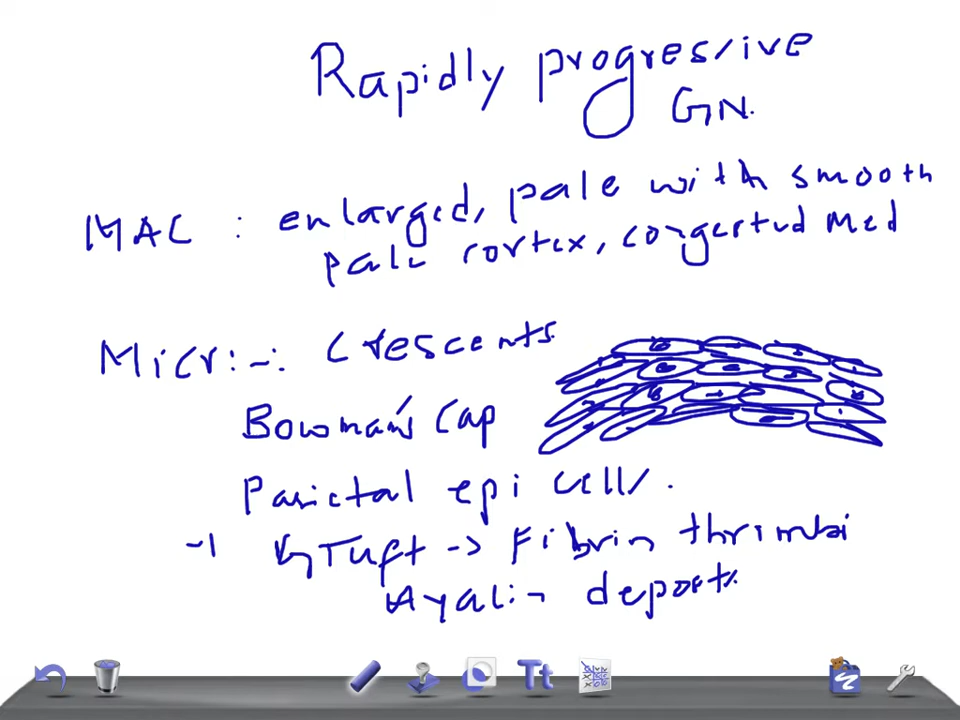 Rapidly progressive
GN.
MAC : enlarged, pale with smooth
pale cortex, congested Med
Micr:-: Crescents
Bowman's Cap
Parietal epi cells.
-| Tuft -> Fibrin thrombi
Hyalin deposits
Tt